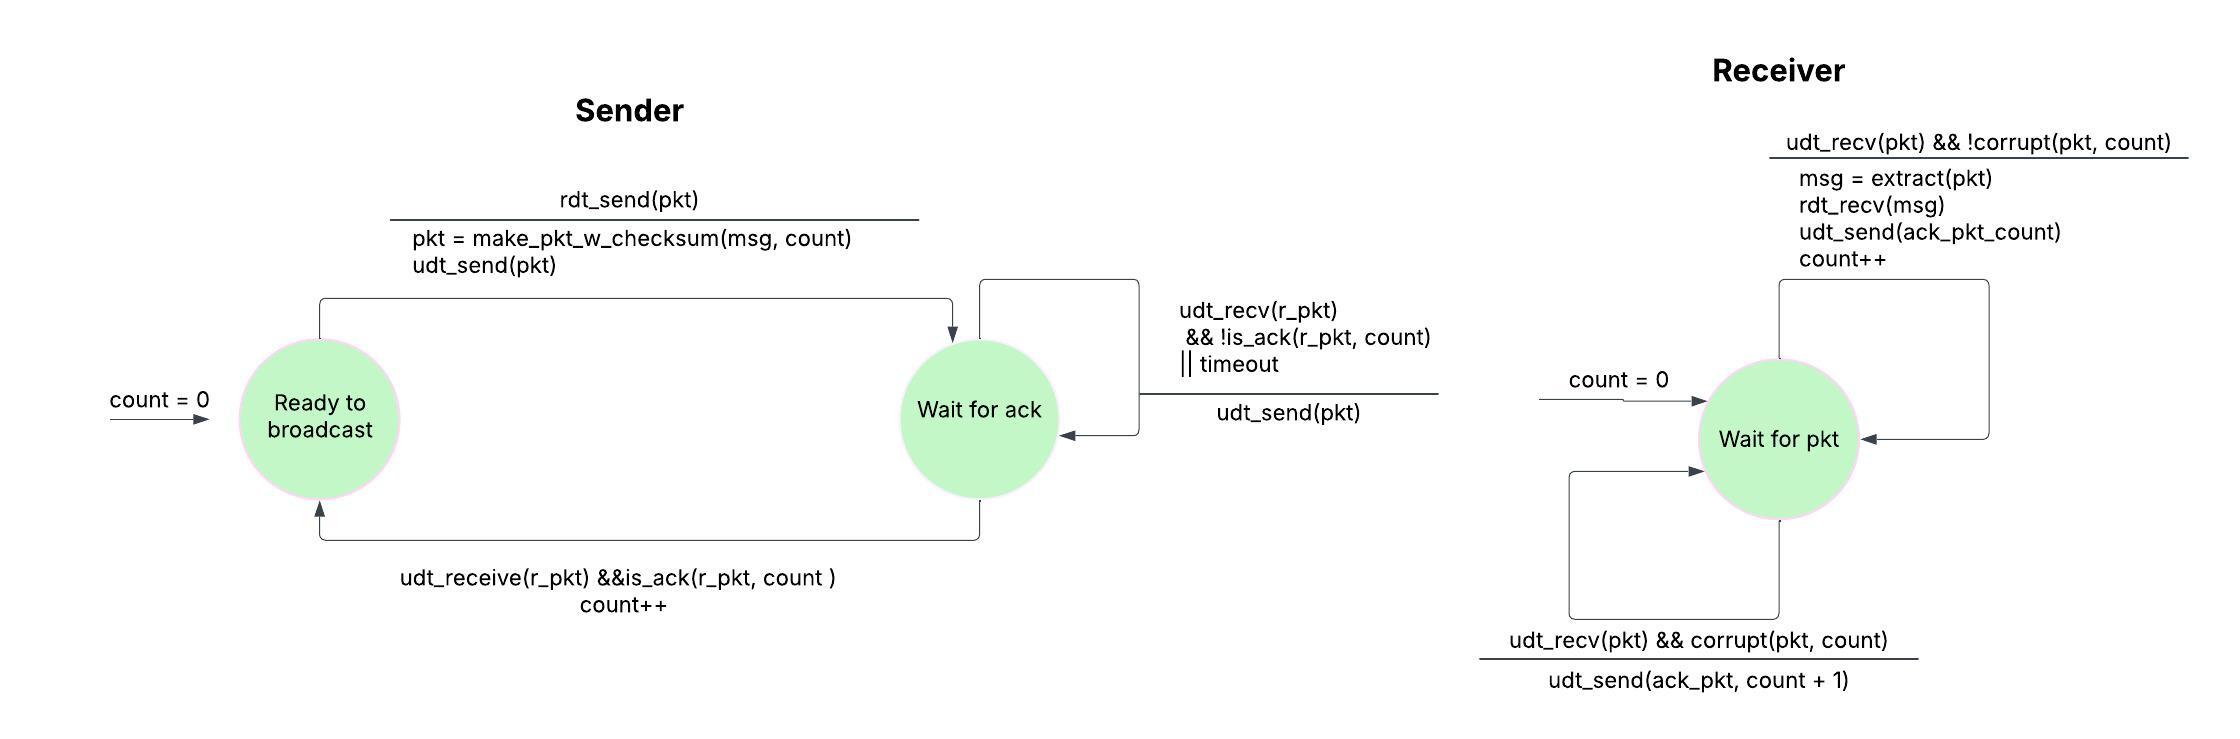 Sender
rdt_send(pkt)
pkt = make_pkt_w_checksum(msg, count)
udt_send(pkt)
count = 0
Ready to
broadcast
Wait for ack
udt_recv(r_pkt)
&& !is_ack(r_pkt, count)
|| timeout
udt_send(pkt)
udt_receive(r_pkt) &&is_ack(r_pkt, count )
count++
Receiver
udt_recv(pkt) && !corrupt(pkt, count)
msg = extract(pkt)
rdt_recv(msg)
udt_send(ack_pkt_count)
count++
count = 0
Wait for pkt
udt_recv(pkt) && corrupt(pkt, count)
udt_send(ack_pkt, count + 1)